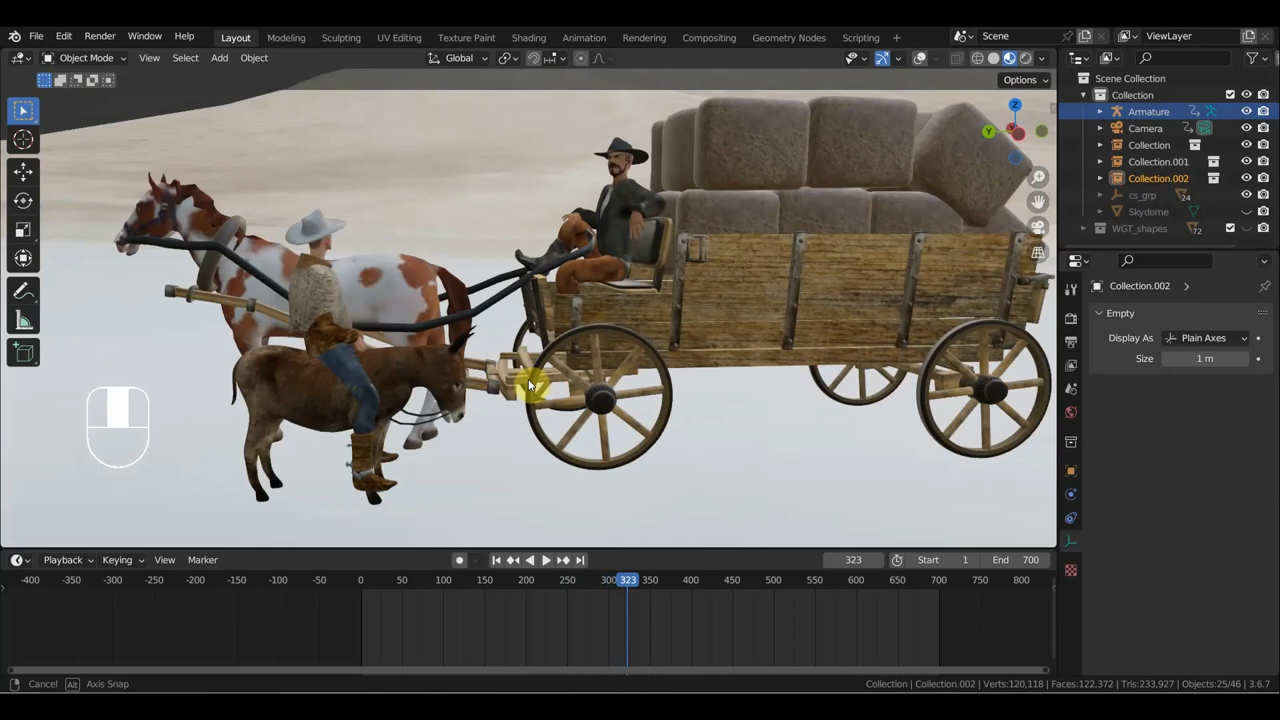 File Edit Render Window Help Layout Modeling Sculpting UV Editing Texture Paint Shading Animation Rendering Compositing Geometry Nodes Scripting + Scene ViewLayer
Object Mode View Select Add Object Global
Options
Scene Collection
Collection
Armature
Camera
Collection
Collection.001
Collection.002
cs_grp 24
Skydome
WGT_shapes 72
Z
Y
Collection.002
Empty
Display As Plain Axes
Size 1 m
Playback Keying View Marker 323 Start 1 End 700
-400 -350 -300 -250 -200 -150 -100 -50 0 50 100 150 200 250 300 323 350 400 450 500 550 600 650 700 750 800
Cancel Alt Axis Snap Collection | Collection.002 | Verts:120,118 | Faces:122,372 | Tris:233,927 | Objects:25/46 | 3.6.7